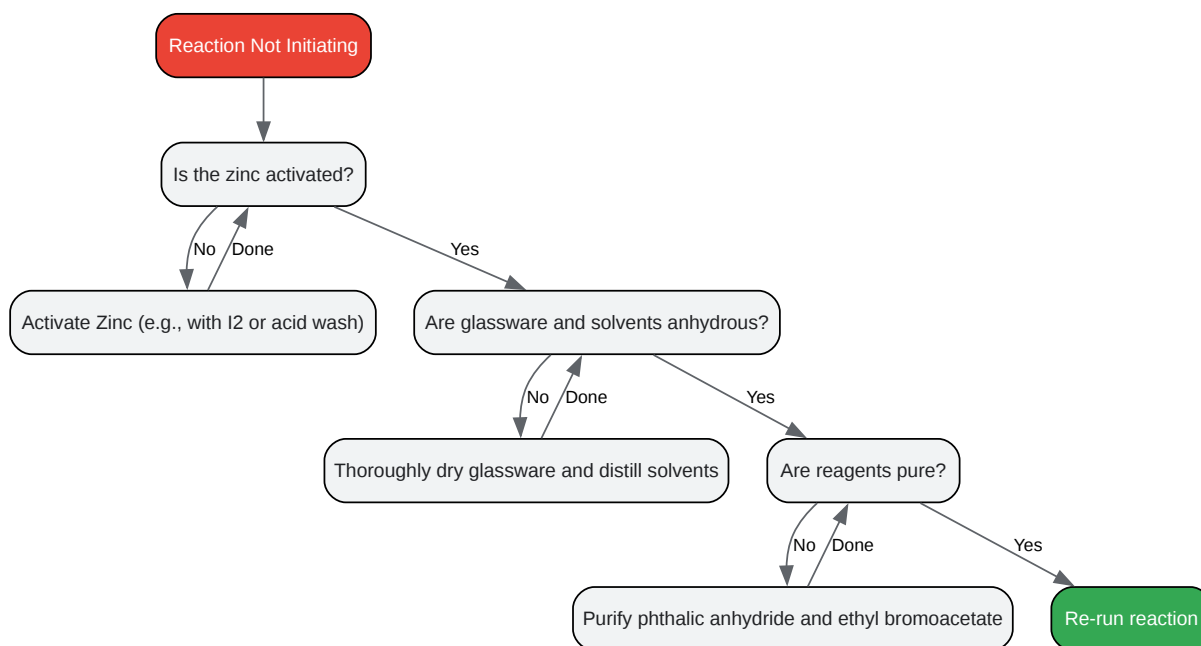 Reaction Not Initiating
Is the zinc activated?
No
Done
Yes
Activate Zinc (e.g., with I2 or acid wash)
Are glassware and solvents anhydrous?
No
Done
Yes
Thoroughly dry glassware and distill solvents
Are reagents pure?
No
Done
Yes
Purify phthalic anhydride and ethyl bromoacetate
Re-run reaction